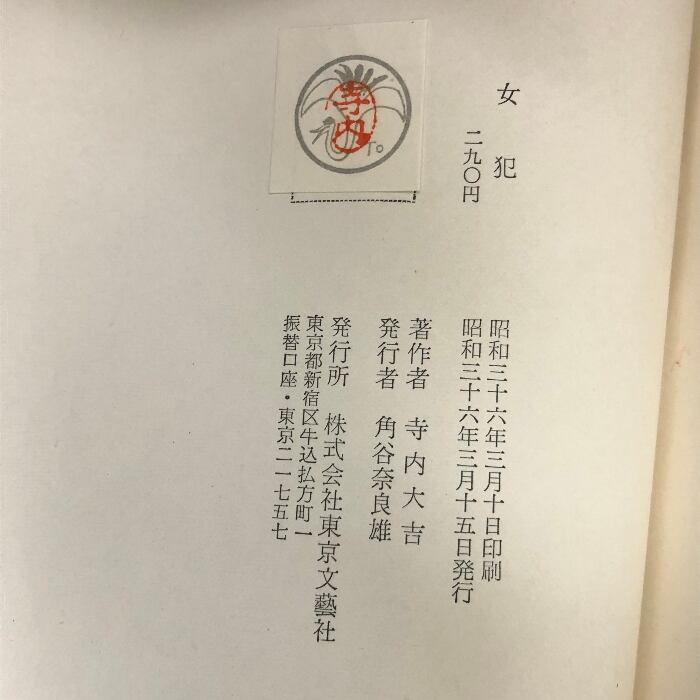 女犯
二九〇円
昭和三十六年三月十日印刷
昭和三十六年三月十五日発行
著作者 寺内大吉
発行者 角谷奈良雄
発行所 株式会社東京文藝社
東京都新宿区牛込払方町一
振替口座・東京二一七五七
寺内
To